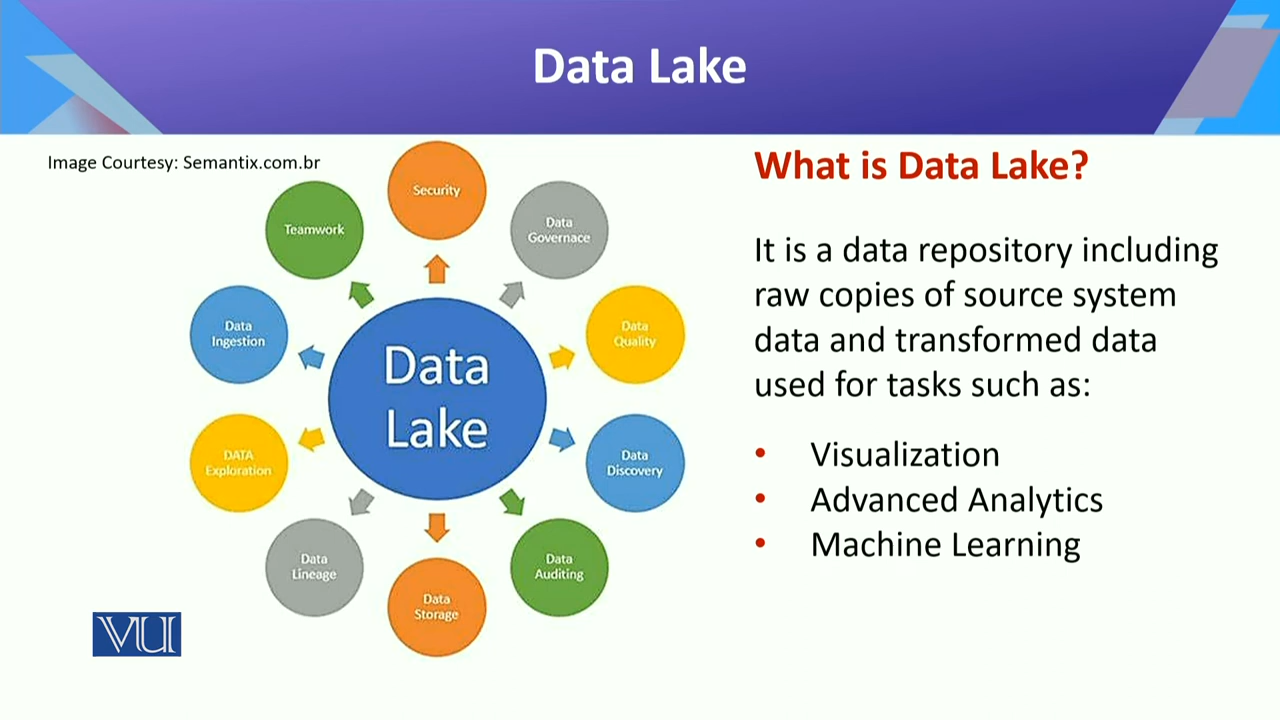 Data Lake
Image Courtesy: Semantix.com.br
Security
Teamwork
Data
Governace
Data
Ingestion
Data
Quality
Data
Lake
DATA
Exploration
Data
Discovery
Data
Lineage
Data
Auditing
Data
Storage
VU
What is Data Lake?
It is a data repository including
raw copies of source system
data and transformed data
used for tasks such as:
• Visualization
• Advanced Analytics
• Machine Learning